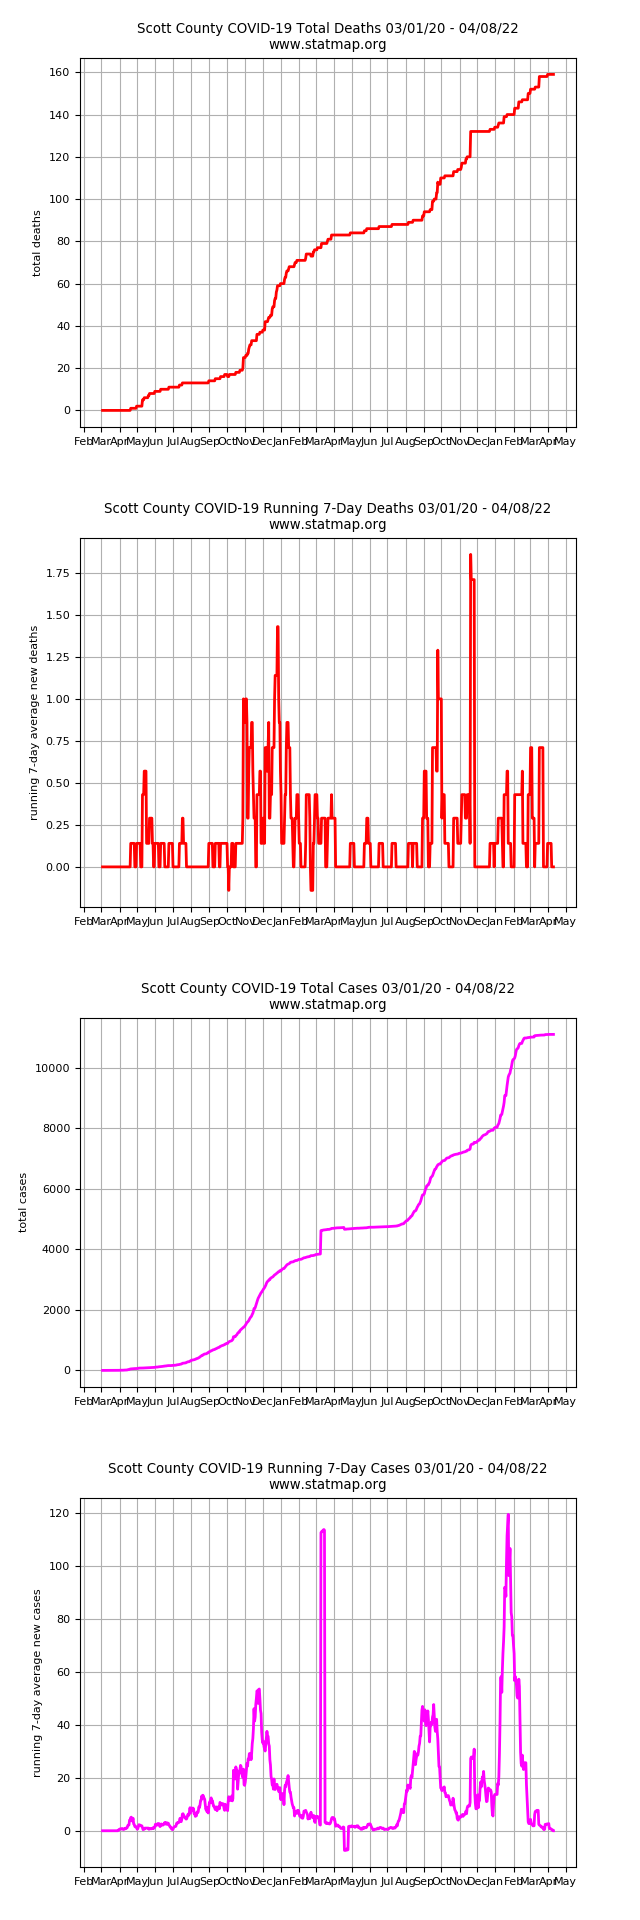 Scott County COVID-19 Total Deaths 03/01/20 - 04/08/22
www.statmap.org
total deaths
160
140
120
100
80
60
40
20
0
Feb Mar Apr May Jun Jul Aug Sep Oct Nov Dec Jan Feb Mar Apr May Jun Jul Aug Sep Oct Nov Dec Jan Feb Mar Apr May
Scott County COVID-19 Running 7-Day Deaths 03/01/20 - 04/08/22
www.statmap.org
running 7-day average new deaths
1.75
1.50
1.25
1.00
0.75
0.50
0.25
0.00
Feb Mar Apr May Jun Jul Aug Sep Oct Nov Dec Jan Feb Mar Apr May Jun Jul Aug Sep Oct Nov Dec Jan Feb Mar Apr May
Scott County COVID-19 Total Cases 03/01/20 - 04/08/22
www.statmap.org
total cases
10000
8000
6000
4000
2000
0
Feb Mar Apr May Jun Jul Aug Sep Oct Nov Dec Jan Feb Mar Apr May Jun Jul Aug Sep Oct Nov Dec Jan Feb Mar Apr May
Scott County COVID-19 Running 7-Day Cases 03/01/20 - 04/08/22
www.statmap.org
running 7-day average new cases
120
100
80
60
40
20
0
Feb Mar Apr May Jun Jul Aug Sep Oct Nov Dec Jan Feb Mar Apr May Jun Jul Aug Sep Oct Nov Dec Jan Feb Mar Apr May